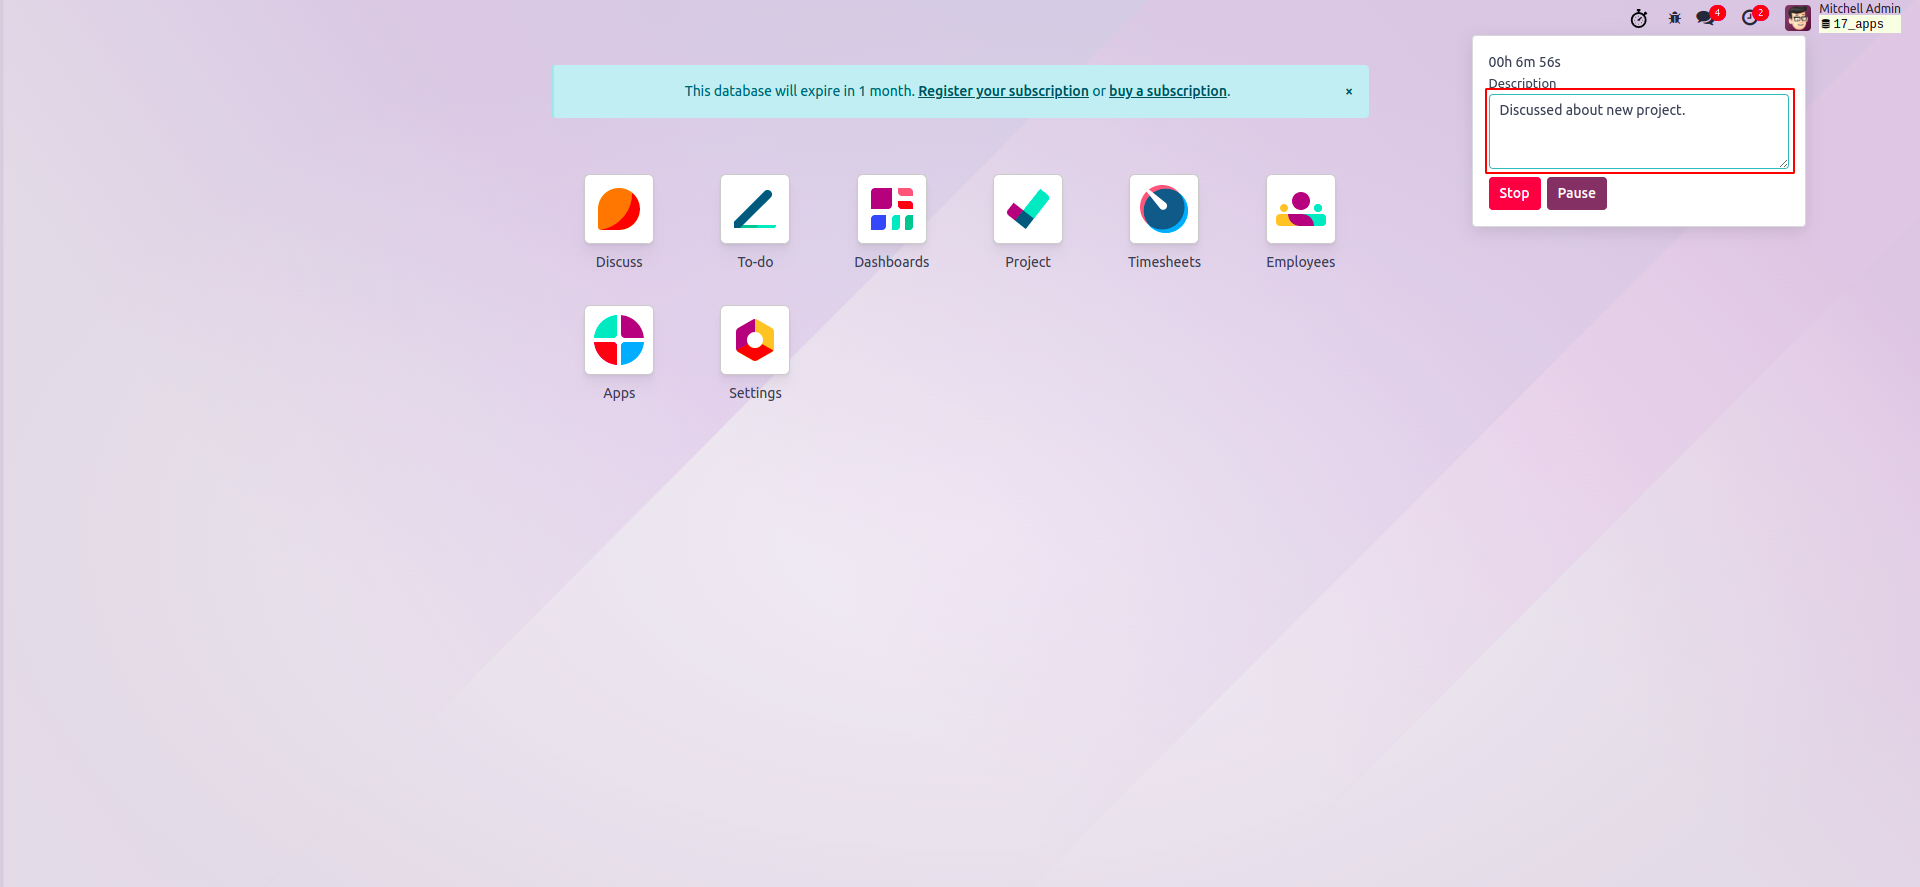 4
2
Mitchell Admin
17_apps
00h 6m 56s
Description
Discussed about new project.
Stop Pause
This database will expire in 1 month. Register your subscription or buy a subscription. ×
Discuss To-do Dashboards Project Timesheets Employees
Apps Settings